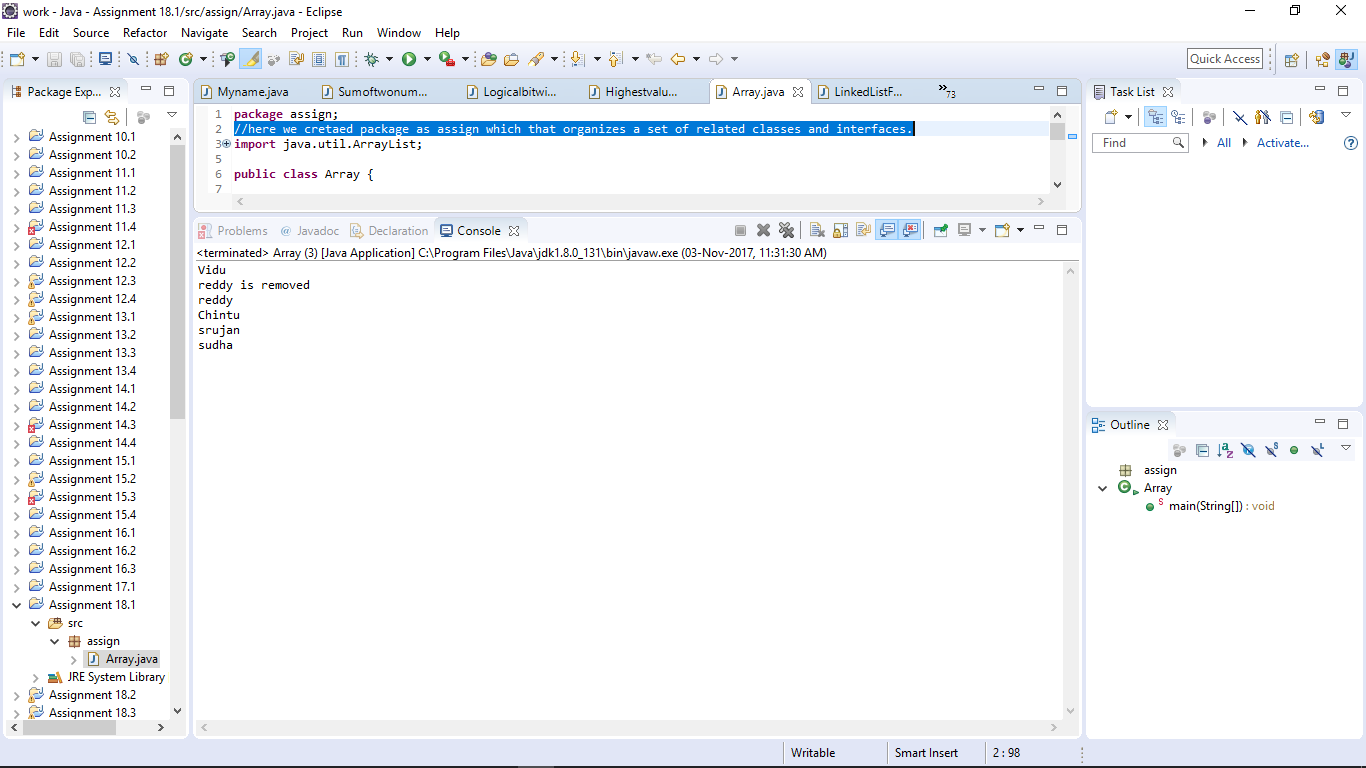 work - Java - Assignment 18.1/src/assign/Array.java - Eclipse
File Edit Source Refactor Navigate Search Project Run Window Help
Quick Access
Package Exp...
Assignment 10.1
Assignment 10.2
Assignment 11.1
Assignment 11.2
Assignment 11.3
Assignment 11.4
Assignment 12.1
Assignment 12.2
Assignment 12.3
Assignment 12.4
Assignment 13.1
Assignment 13.2
Assignment 13.3
Assignment 13.4
Assignment 14.1
Assignment 14.2
Assignment 14.3
Assignment 14.4
Assignment 15.1
Assignment 15.2
Assignment 15.3
Assignment 15.4
Assignment 16.1
Assignment 16.2
Assignment 16.3
Assignment 17.1
Assignment 18.1
src
assign
Array.java
JRE System Library
Assignment 18.2
Assignment 18.3
Myname.java Sumoftwonum... Logicalbitwi... Highestvalu... Array.java LinkedListF... »73
1 package assign;
2 //here we cretaed package as assign which that organizes a set of related classes and interfaces.
3 import java.util.ArrayList;
5
6 public class Array {
7
Problems @ Javadoc Declaration Console
<terminated> Array (3) [Java Application] C:\Program Files\Java\jdk1.8.0_131\bin\javaw.exe (03-Nov-2017, 11:31:30 AM)
Vidu
reddy is removed
reddy
Chintu
srujan
sudha
Task List
Find All Activate...
Outline
assign
Array
main(String[]) : void
Writable Smart Insert 2 : 98